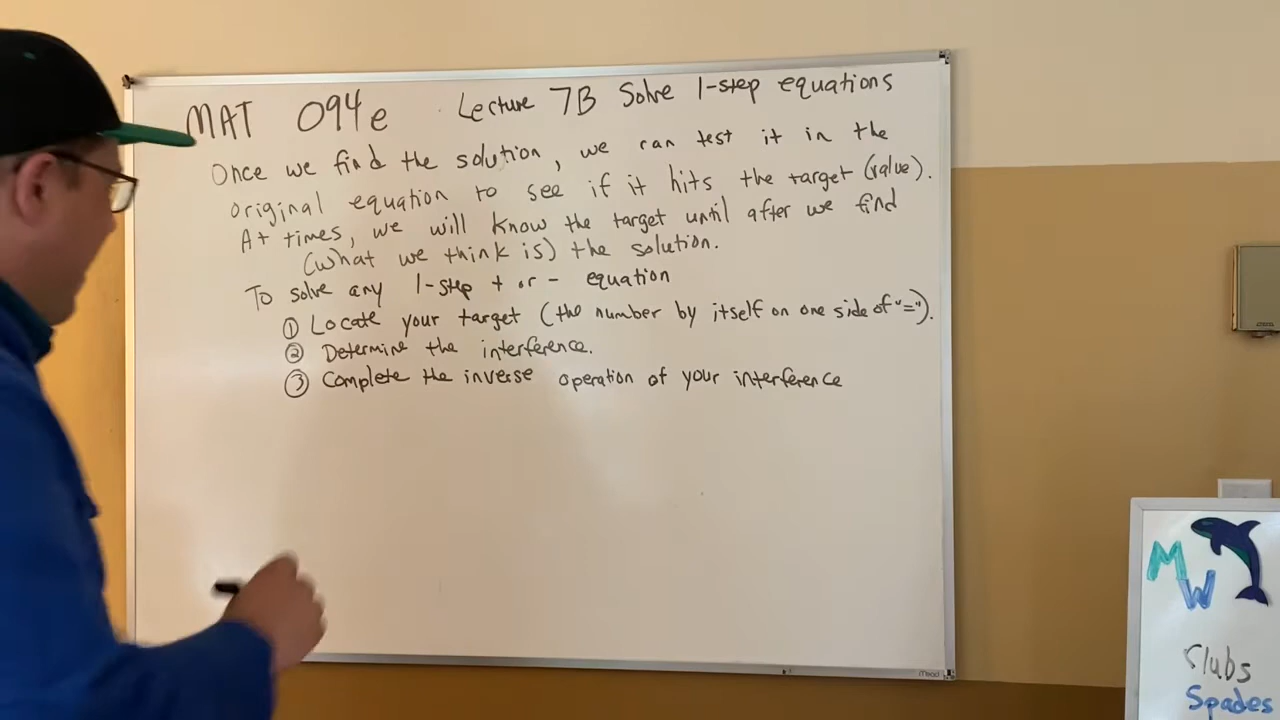 MAT 094e Lecture 7B Solve 1-step equations
Once we find the solution, we can test it in the
original equation to see if it hits the target (value).
At times, we will know the target until after we find
(what we think is) the solution.
To solve any 1-step + or - equation
① Locate your target (the number by itself on one side of "=").
② Determine the interference.
③ Complete the inverse operation of your interference
Mead
M
W
Clubs
Spades